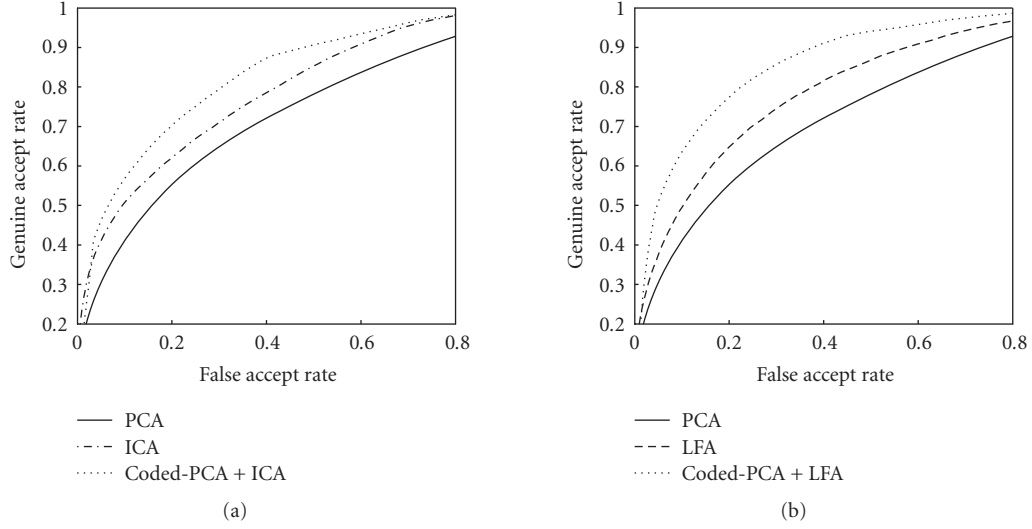 1
0.9
0.8
0.7
0.6
0.5
0.4
0.3
0.2
0 0.2 0.4 0.6 0.8
Genuine accept rate
False accept rate
PCA
ICA
Coded-PCA + ICA
(a)
1
0.9
0.8
0.7
0.6
0.5
0.4
0.3
0.2
0 0.2 0.4 0.6 0.8
Genuine accept rate
False accept rate
PCA
LFA
Coded-PCA + LFA
(b)